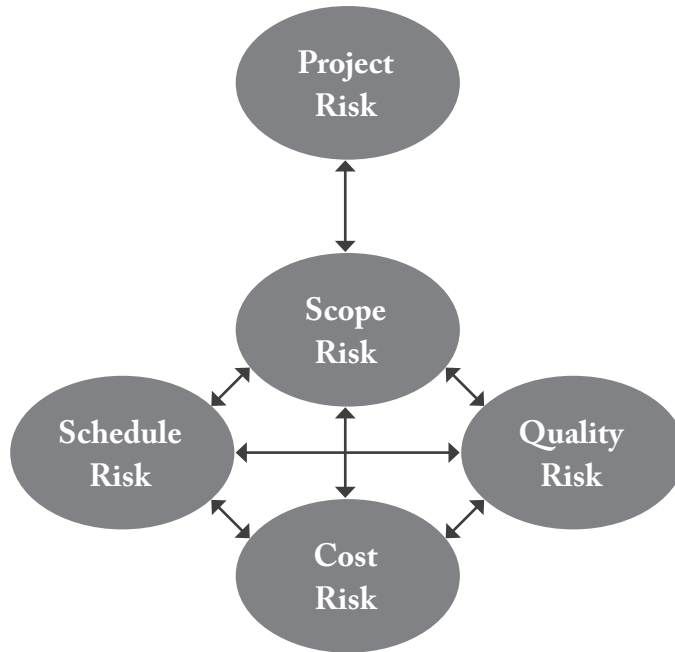 Project
Risk
Scope
Risk
Schedule
Risk
Quality
Risk
Cost
Risk